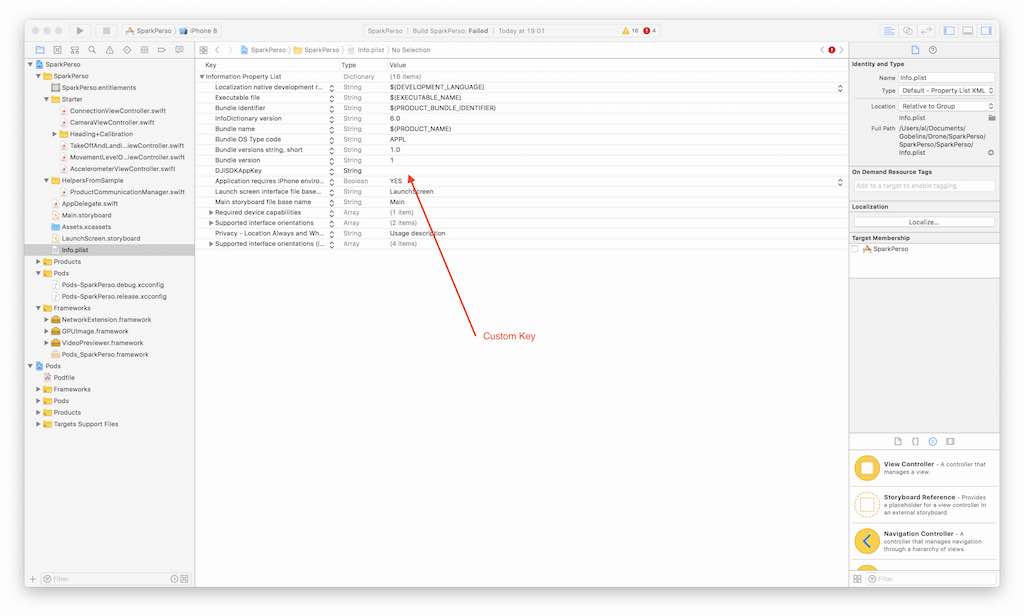 SparkPerso
iPhone 8
SparkPerso
Build SparkPerso: Failed
Today at 19:01
16
4
SparkPerso
SparkPerso
Info.plist
No Selection
SparkPerso
SparkPerso
SparkPerso.entitlements
Starter
ConnectionViewController.swift
CameraViewController.swift
Heading+Calibration
TakeOffAndLandi...iewController.swift
MovementLevelO...iewController.swift
AccelerometerViewController.swift
HelpersFromSample
ProductCommunicationManager.swift
AppDelegate.swift
Main.storyboard
Assets.xcassets
LaunchScreen.storyboard
Info.plist
Products
Pods
Pods-SparkPerso.debug.xcconfig
Pods-SparkPerso.release.xcconfig
Frameworks
NetworkExtension.framework
GPUImage.framework
VideoPreviewer.framework
Pods_SparkPerso.framework
Pods
Podfile
Frameworks
Pods
Products
Targets Support Files
Filter
Key Type Value
Information Property List Dictionary (16 items)
Localization native development r... String $(DEVELOPMENT_LANGUAGE)
Executable file String $(EXECUTABLE_NAME)
Bundle identifier String $(PRODUCT_BUNDLE_IDENTIFIER)
InfoDictionary version String 6.0
Bundle name String $(PRODUCT_NAME)
Bundle OS Type code String APPL
Bundle versions string, short String 1.0
Bundle version String 1
DJISDKAppKey String
Application requires iPhone enviro... Boolean YES
Launch screen interface file base... String LaunchScreen
Main storyboard file base name String Main
Required device capabilities Array (1 item)
Supported interface orientations Array (2 items)
Privacy - Location Always and Wh... String Usage description
Supported interface orientations (i... Array (4 items)
Custom Key
Identity and Type
Name Info.plist
Type Default - Property List XML
Location Relative to Group
Info.plist
Full Path /Users/al/Documents/
Gobelins/Drone/SparkPerso/
SparkPerso/SparkPerso/
Info.plist
On Demand Resource Tags
Add to a target to enable tagging
Localization
Localize...
Target Membership
SparkPerso
View Controller - A controller that
manages a view.
Storyboard Reference - Provides
a placeholder for a view controller in
an external storyboard.
Navigation Controller - A
controller that manages navigation
through a hierarchy of views.
Filter